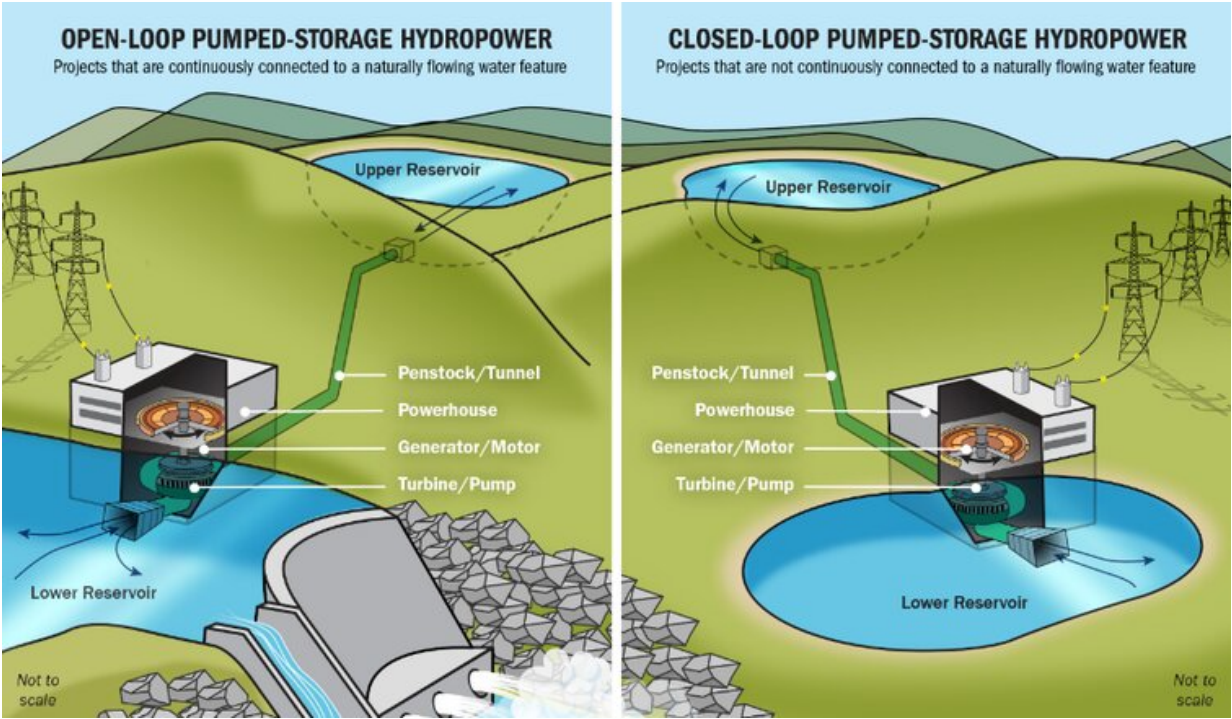 OPEN-LOOP PUMPED-STORAGE HYDROPOWER
Projects that are continuously connected to a naturally flowing water feature
Upper Reservoir
Penstock/Tunnel
Powerhouse
Generator/Motor
Turbine/Pump
Lower Reservoir
Not to
scale
CLOSED-LOOP PUMPED-STORAGE HYDROPOWER
Projects that are not continuously connected to a naturally flowing water feature
Upper Reservoir
Penstock/Tunnel
Powerhouse
Generator/Motor
Turbine/Pump
Lower Reservoir
Not to
scale